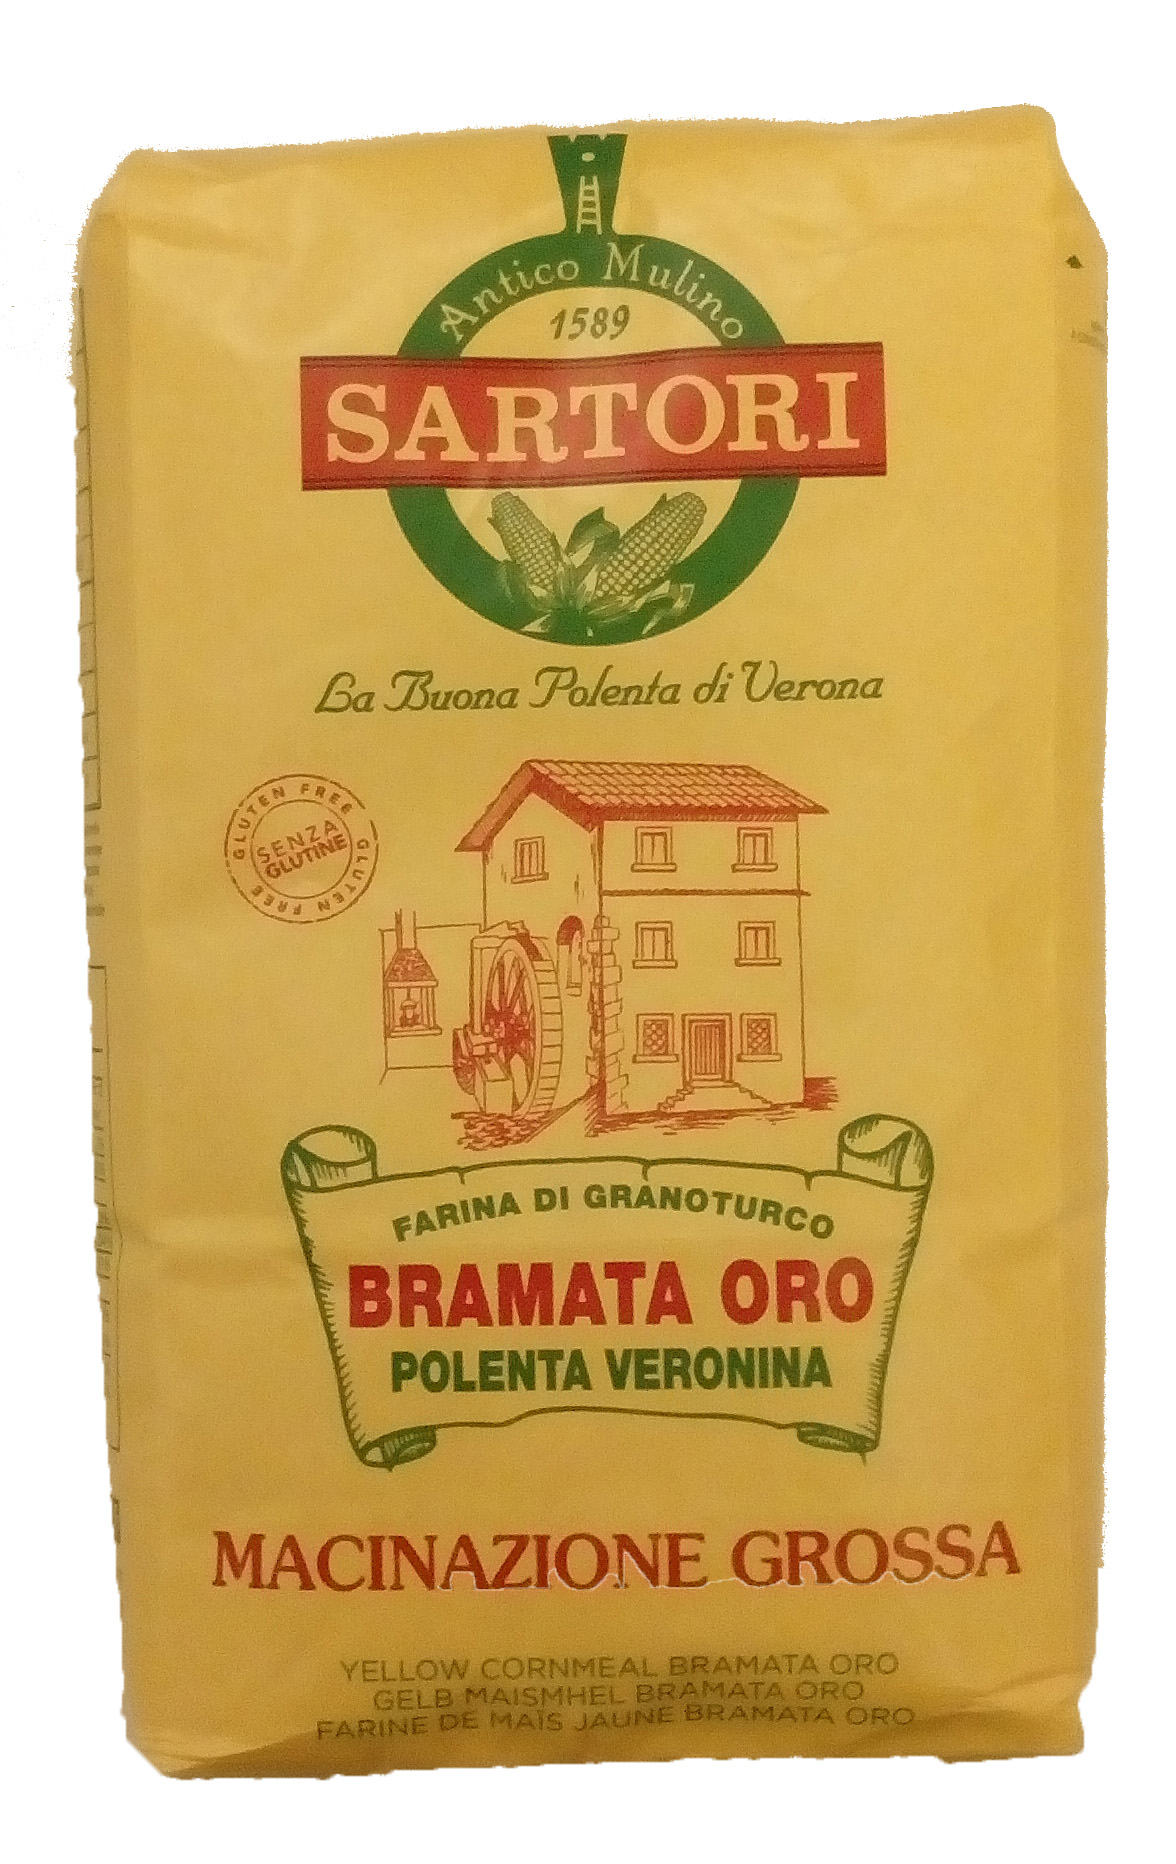 Antico Mulino
1589
SARTORI
La Buona Polenta di Verona
GLUTEN FREE GLUTEN FREE
SENZA
GLUTINE
FARINA DI GRANOTURCO
BRAMATA ORO
POLENTA VERONINA
MACINAZIONE GROSSA
YELLOW CORNMEAL BRAMATA ORO
GELB MAISMHEL BRAMATA ORO
FARINE DE MAÏS JAUNE BRAMATA ORO